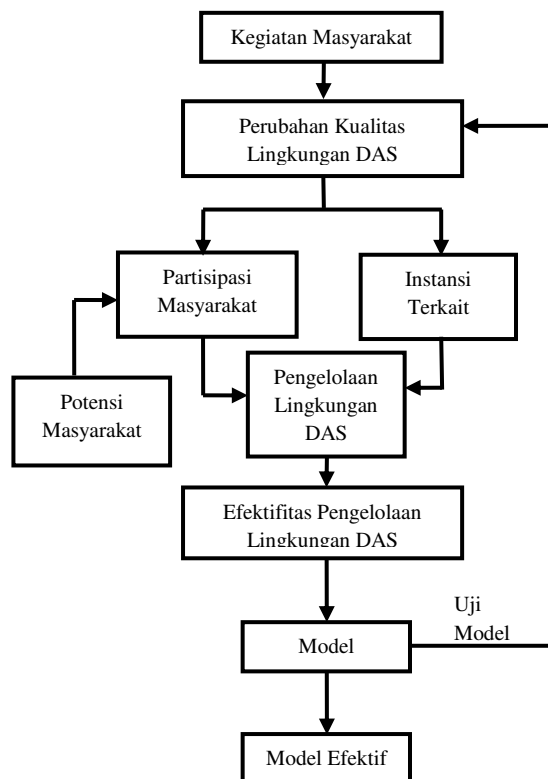 Kegiatan Masyarakat
Perubahan Kualitas
Lingkungan DAS
Partisipasi
Masyarakat
Instansi
Terkait
Potensi
Masyarakat
Pengelolaan
Lingkungan
DAS
Efektifitas Pengelolaan
Lingkungan DAS
Uji
Model
Model
Model Efektif